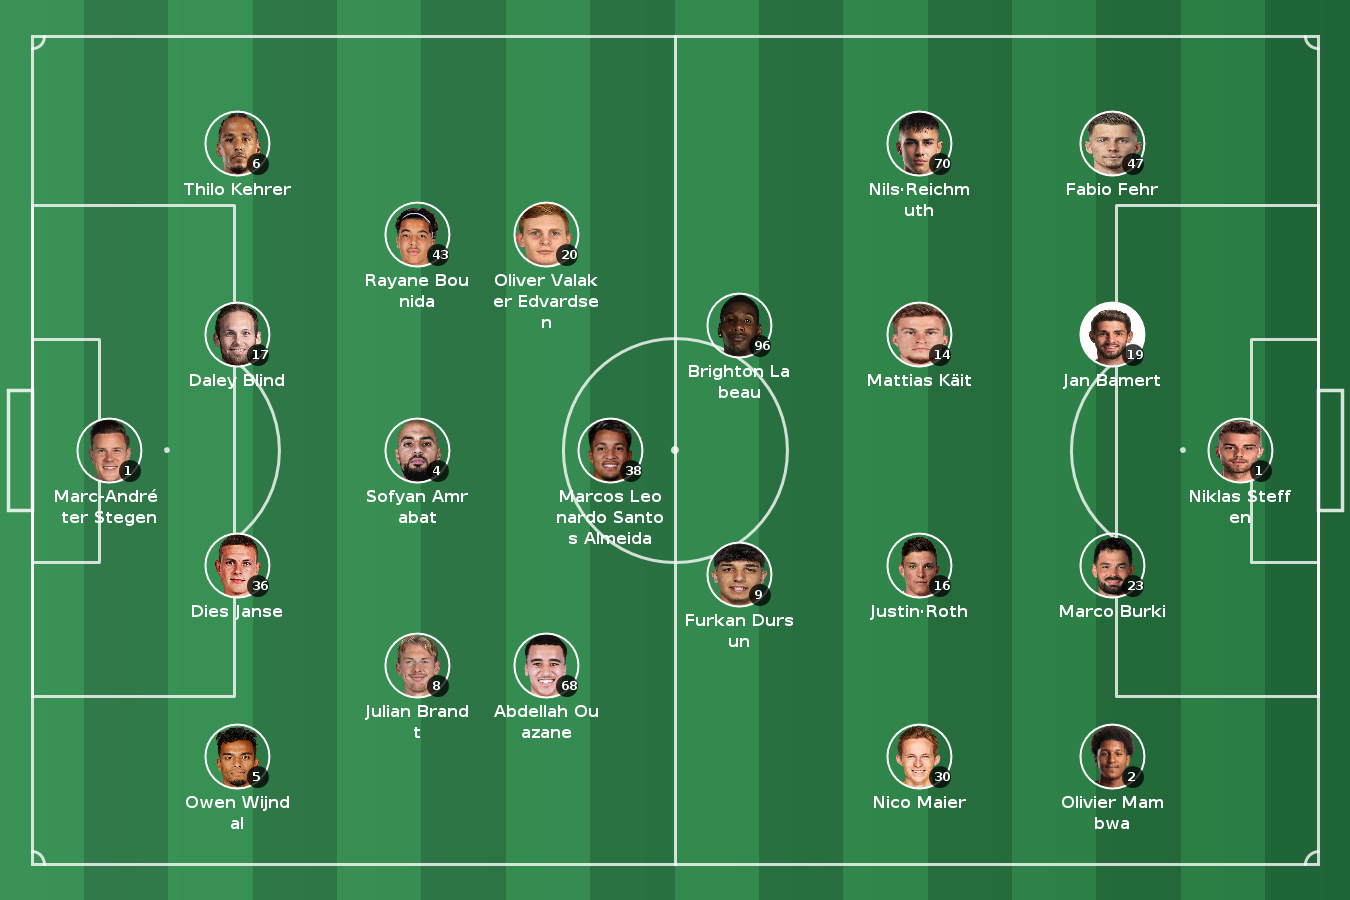 6
Thilo Kehrer
43
Rayane Bou
nida
20
Oliver Valak
er Edvardse
n
17
Daley Blind
1
Marc-André
ter Stegen
4
Sofyan Amr
abat
38
Marcos Leo
nardo Santo
s Almeida
36
Dies Janse
8
Julian Brand
t
68
Abdellah Ou
azane
5
Owen Wijnd
al
70
Nils·Reichm
uth
47
Fabio Fehr
96
Brighton La
beau
14
Mattias Käit
19
Jan Bamert
1
Niklas Steff
en
9
Furkan Durs
un
16
Justin·Roth
23
Marco Burki
30
Nico Maier
2
Olivier Mam
bwa